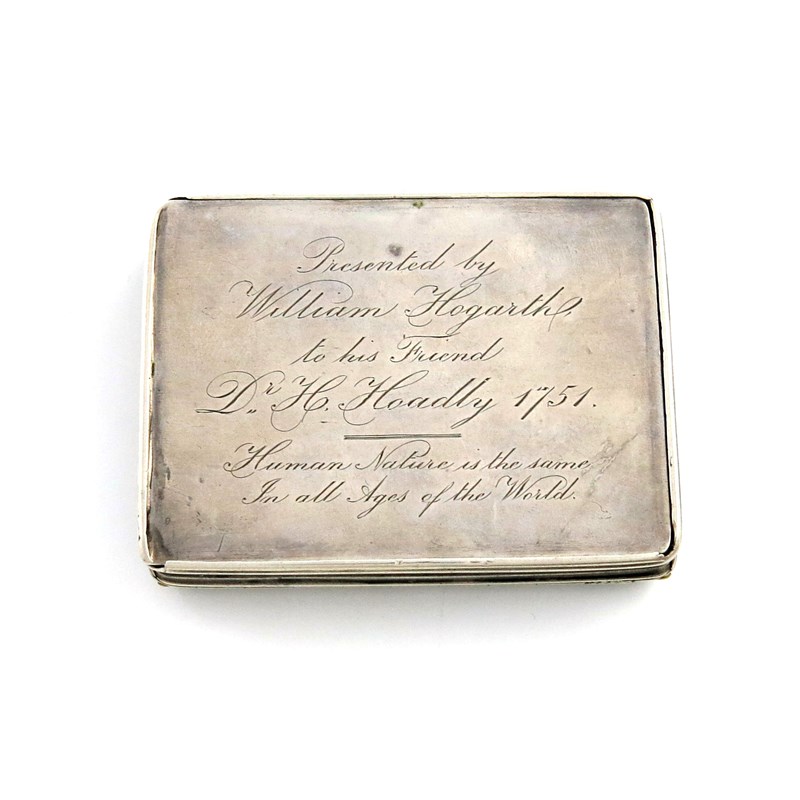 Presented by
William Hogarth
to his Friend
Dr. H. Hoadly 1751.
Human Nature is the same
In all Ages of the World.